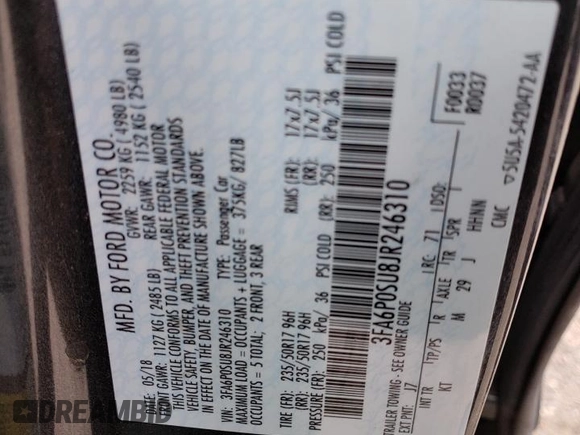 MFD. BY FORD MOTOR CO.
GVWR: 2259 KG ( 4980 LB)
05/18
FRONT GAWR: 1127 KG ( 2485 LB)
REAR GAWR: 1152 KG ( 2540 LB)
THIS VEHICLE CONFORMS TO ALL APPLICABLE FEDERAL MOTOR
VEHICLE SAFETY, BUMPER, AND THEFT PREVENTION STANDARDS
IN EFFECT ON THE DATE OF MANUFACTURE SHOWN ABOVE.
VIN: 3FA6P0SU8JR246310 Passenger Car
MAXIMUM LOAD = OCCUPANTS + LUGGAGE = 375KG/ 827LB
OCCUPANTS = 5 TOTAL; 2 FRONT, 3 REAR
TIRE (FR): 235/50R17 96H RIMS (FR): 17x7.5J
(RR): 235/50R17 96H (RR): 17x7.5J
PRESSURE (FR): 250 kPa/ 36 PSI COLD (RR): 250 kPa/ 36 PSI COLD
3FA6P0SU8JR246310
TRAILER TOWING - SEE OWNER GUIDE
F0033
R0037
EXT PNT: J7 RC: 71 DSO:
INT TR TP/PS R AXLE TR SPR
KT M 29 J I HHNN
CMC
5U5A-5420472-AA
DREAMBID